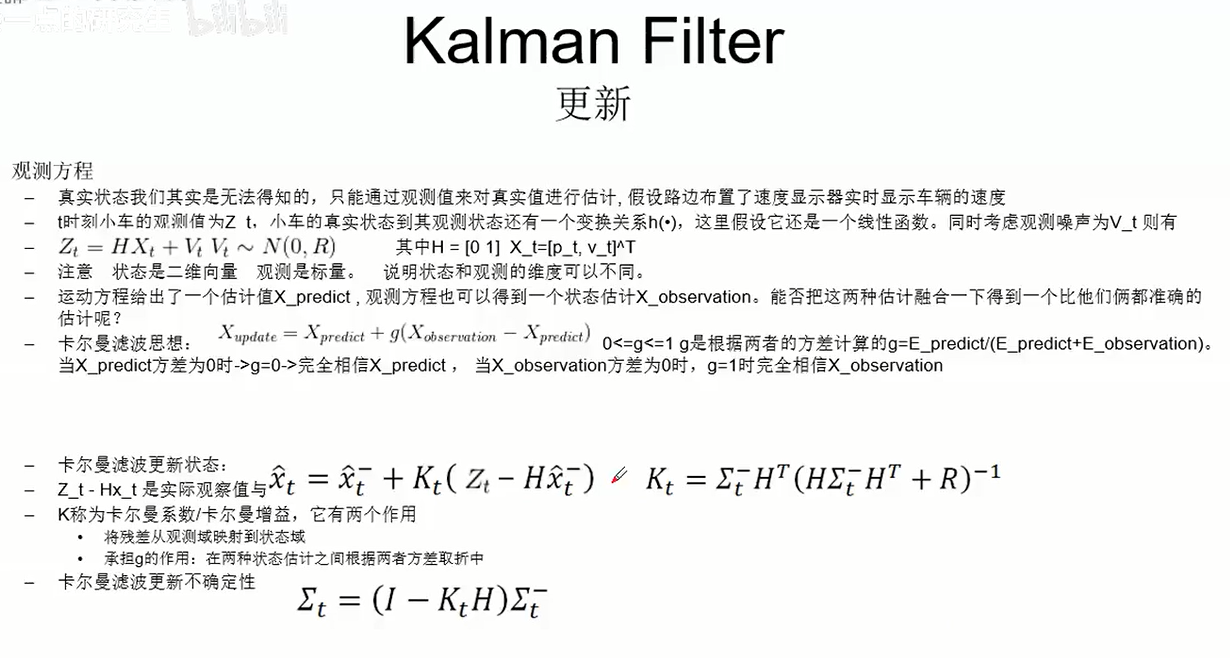 bilibili
Kalman Filter
更新
观测方程
– 真实状态我们其实是无法得知的，只能通过观测值来对真实值进行估计, 假设路边布置了速度显示器实时显示车辆的速度
– t时刻小车的观测值为Z_t，小车的真实状态到其观测状态还有一个变换关系h(•)，这里假设它还是一个线性函数。同时考虑观测噪声为V_t 则有
– Z_t = HX_t + V_t V_t ∼ N(0, R) 其中H = [0 1] X_t=[p_t, v_t]^T
– 注意 状态是二维向量 观测是标量。 说明状态和观测的维度可以不同。
– 运动方程给出了一个估计值X_predict , 观测方程也可以得到一个状态估计X_observation。能否把这两种估计融合一下得到一个比他们俩都准确的
估计呢?
– 卡尔曼滤波思想： X_{update} = X_{predict} + g(X_{observation} − X_{predict}) 0<=g<=1 g是根据两者的方差计算的g=E_predict/(E_predict+E_observation)。
当X_predict方差为0时->g=0->完全相信X_predict ， 当X_observation方差为0时，g=1时完全相信X_observation
– 卡尔曼滤波更新状态：
x̂_t = x̂_t^− + K_t( Z_t − Hx̂_t^−) K_t = Σ_t^−H^T(HΣ_t^−H^T + R)^{−1}
– Z_t - Hx_t 是实际观察值与
– K称为卡尔曼系数/卡尔曼增益，它有两个作用
• 将残差从观测域映射到状态域
• 承担g的作用：在两种状态估计之间根据两者方差取折中
– 卡尔曼滤波更新不确定性
Σ_t = (I − K_tH)Σ_t^−